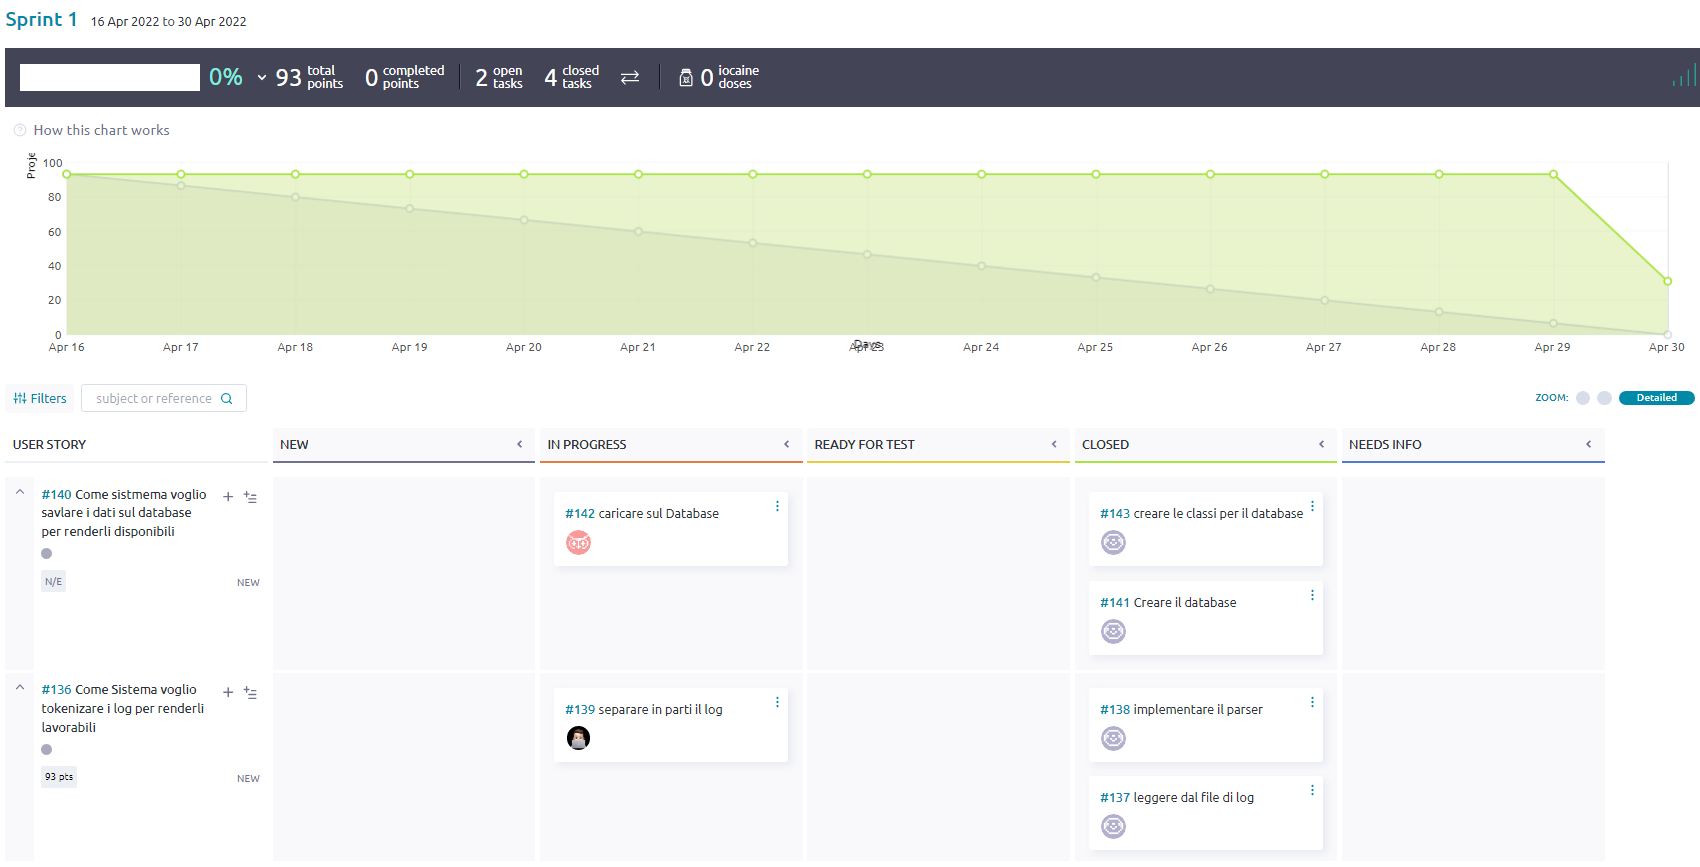 Sprint 1 16 Apr 2022 to 30 Apr 2022
0% 93 total points 0 completed points 2 open tasks 4 closed tasks 0 iocaine doses
How this chart works
Proje
100
80
60
40
20
0
Apr 16 Apr 17 Apr 18 Apr 19 Apr 20 Apr 21 Apr 22 Apr 23 Apr 24 Apr 25 Apr 26 Apr 27 Apr 28 Apr 29 Apr 30
Days
Filters subject or reference ZOOM: Detailed
USER STORY NEW IN PROGRESS READY FOR TEST CLOSED NEEDS INFO
#140 Come sistmema voglio
savlare i dati sul database
per renderli disponibili
N/E NEW
#142 caricare sul Database
#143 creare le classi per il database
#141 Creare il database
#136 Come Sistema voglio
tokenizare i log per renderli
lavorabili
93 pts NEW
#139 separare in parti il log
#138 implementare il parser
#137 leggere dal file di log